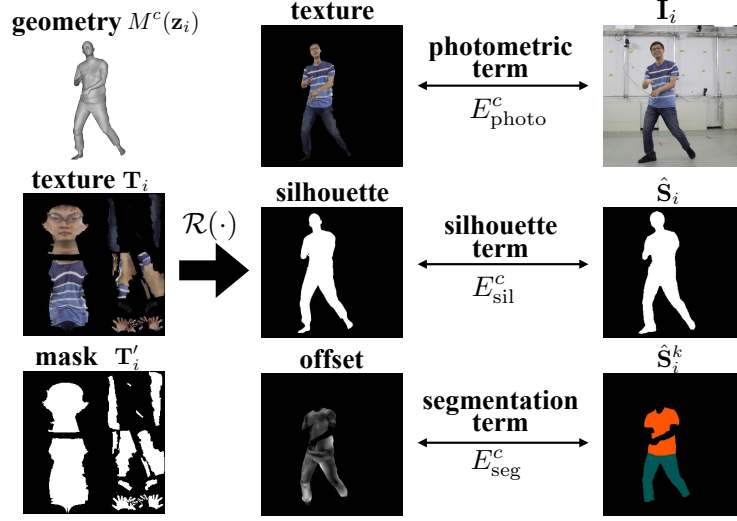 geometry $M^c(\mathbf{z}_i)$
texture
$\mathbf{I}_i$
photometric
term
$E^c_{\text{photo}}$
texture $\mathbf{T}_i$
$\mathcal{R}(\cdot)$
silhouette
silhouette
term
$E^c_{\text{sil}}$
$\hat{\mathbf{S}}_i$
mask $\mathbf{T}'_i$
offset
segmentation
term
$E^c_{\text{seg}}$
$\hat{\mathbf{S}}^k_i$